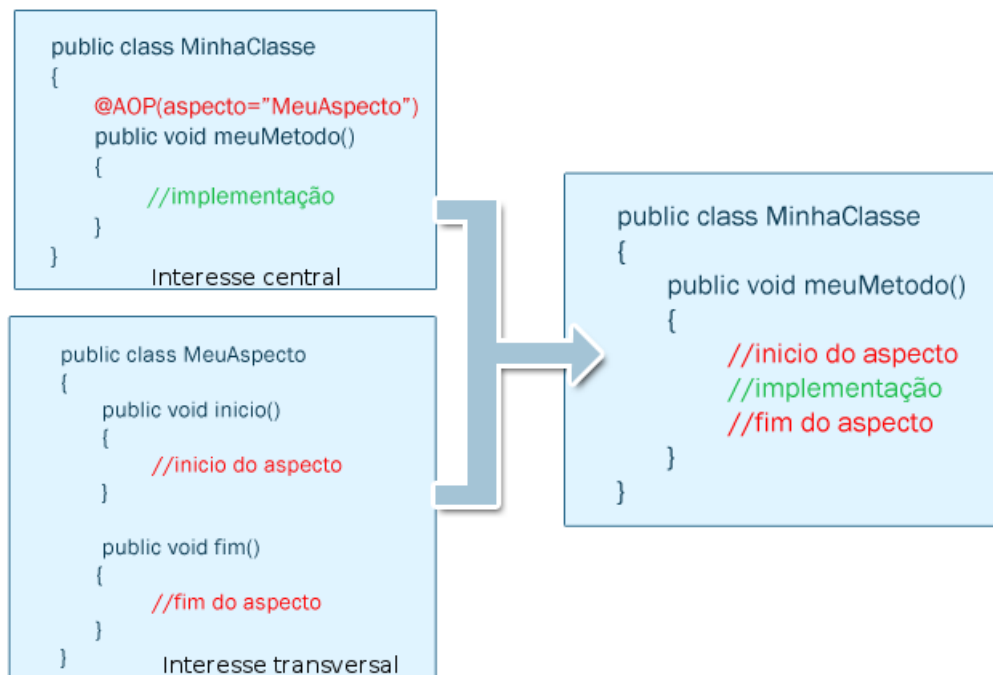 public class MinhaClasse
{
@AOP(aspecto="MeuAspecto")
public void meuMetodo()
{
//implementação
}
}
Interesse central
public class MeuAspecto
{
public void inicio()
{
//inicio do aspecto
}
public void fim()
{
//fim do aspecto
}
}
Interesse transversal
public class MinhaClasse
{
public void meuMetodo()
{
//inicio do aspecto
//implementação
//fim do aspecto
}
}